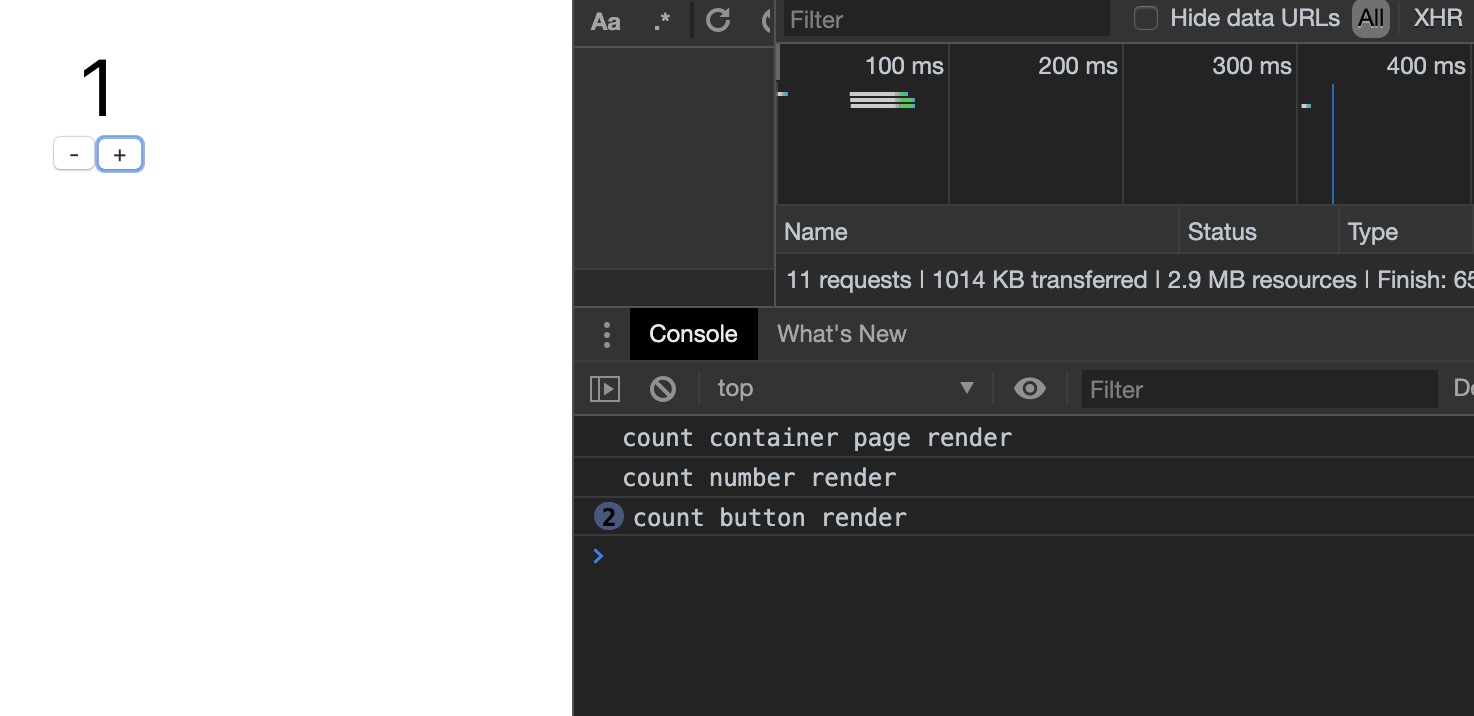 1
- +
Aa .*
Filter Hide data URLs All XHR
100 ms 200 ms 300 ms 400 ms
Name Status Type
11 requests | 1014 KB transferred | 2.9 MB resources | Finish: 65
Console What's New
top ▼ Filter De
count container page render
count number render
2 count button render
>